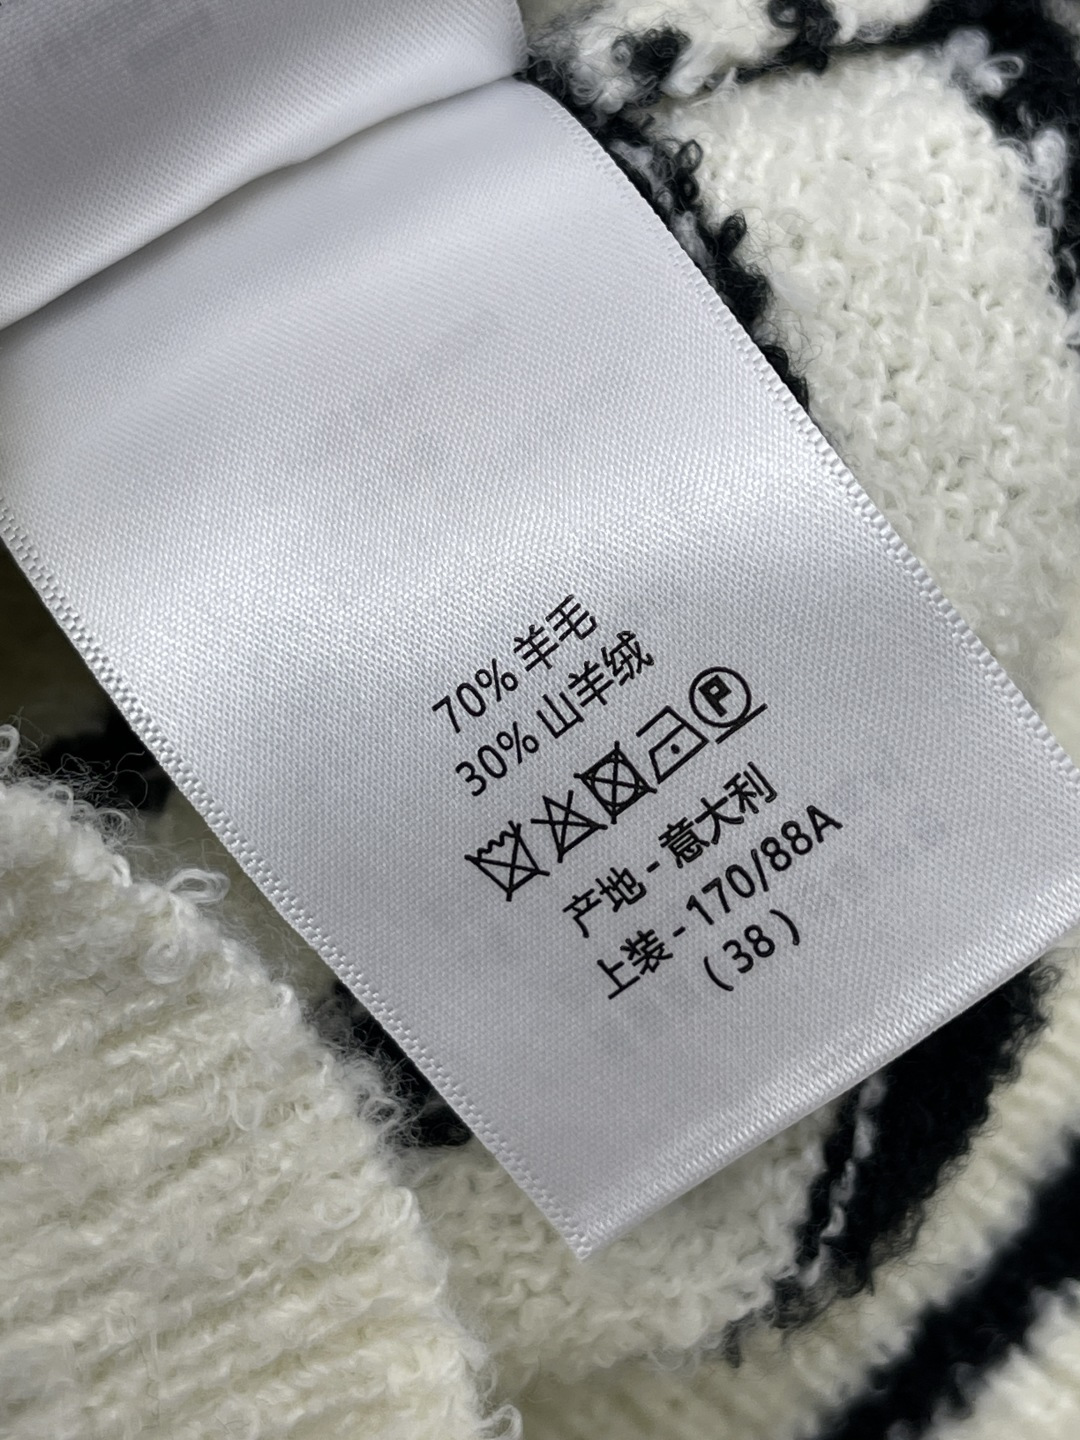 70% 羊毛
30% 山羊绒
P
产地 - 意大利
上装 - 170/88A
(38)